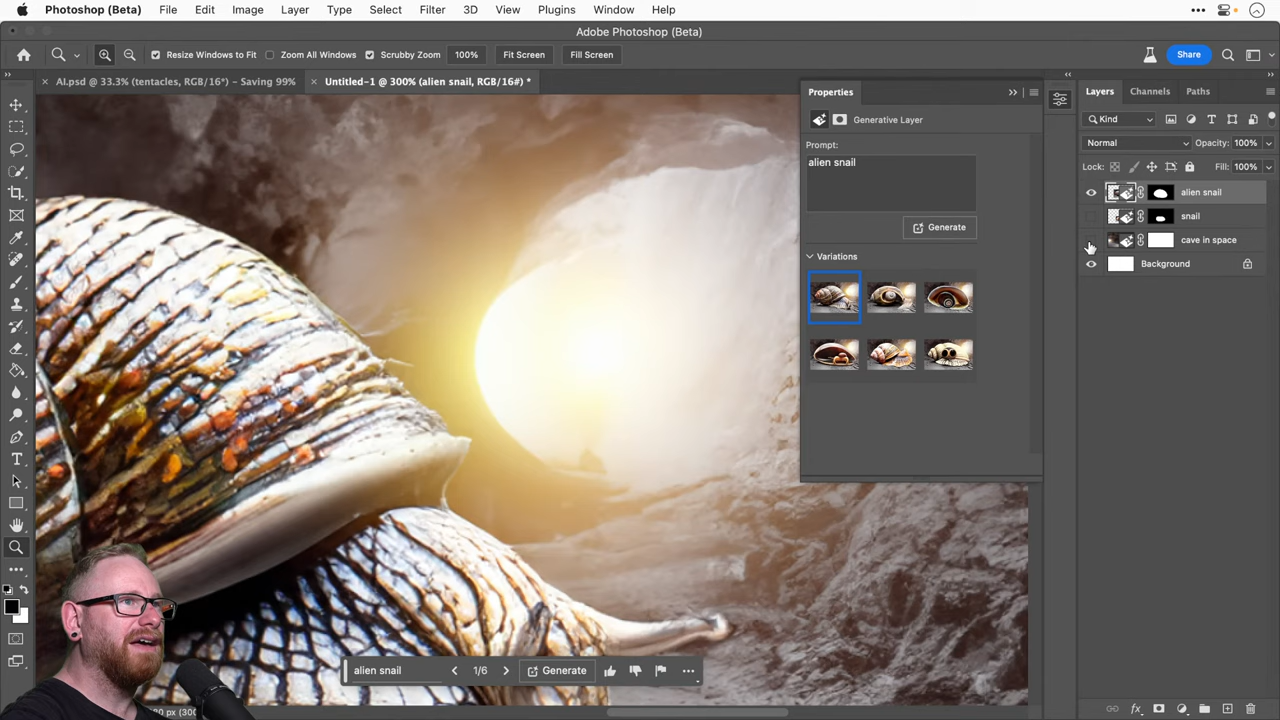 Photoshop (Beta) File Edit Image Layer Type Select Filter 3D View Plugins Window Help
Adobe Photoshop (Beta)
Resize Windows to Fit Zoom All Windows Scrubby Zoom 100% Fit Screen Fill Screen Share
AI.psd @ 33.3% (tentacles, RGB/16*) – Saving 99% Untitled-1 @ 300% (alien snail, RGB/16#) *
Properties
Generative Layer
Prompt:
alien snail
Generate
Variations
Layers Channels Paths
Kind
Normal Opacity: 100%
Lock: Fill: 100%
alien snail
snail
cave in space
Background
alien snail 1/6 Generate